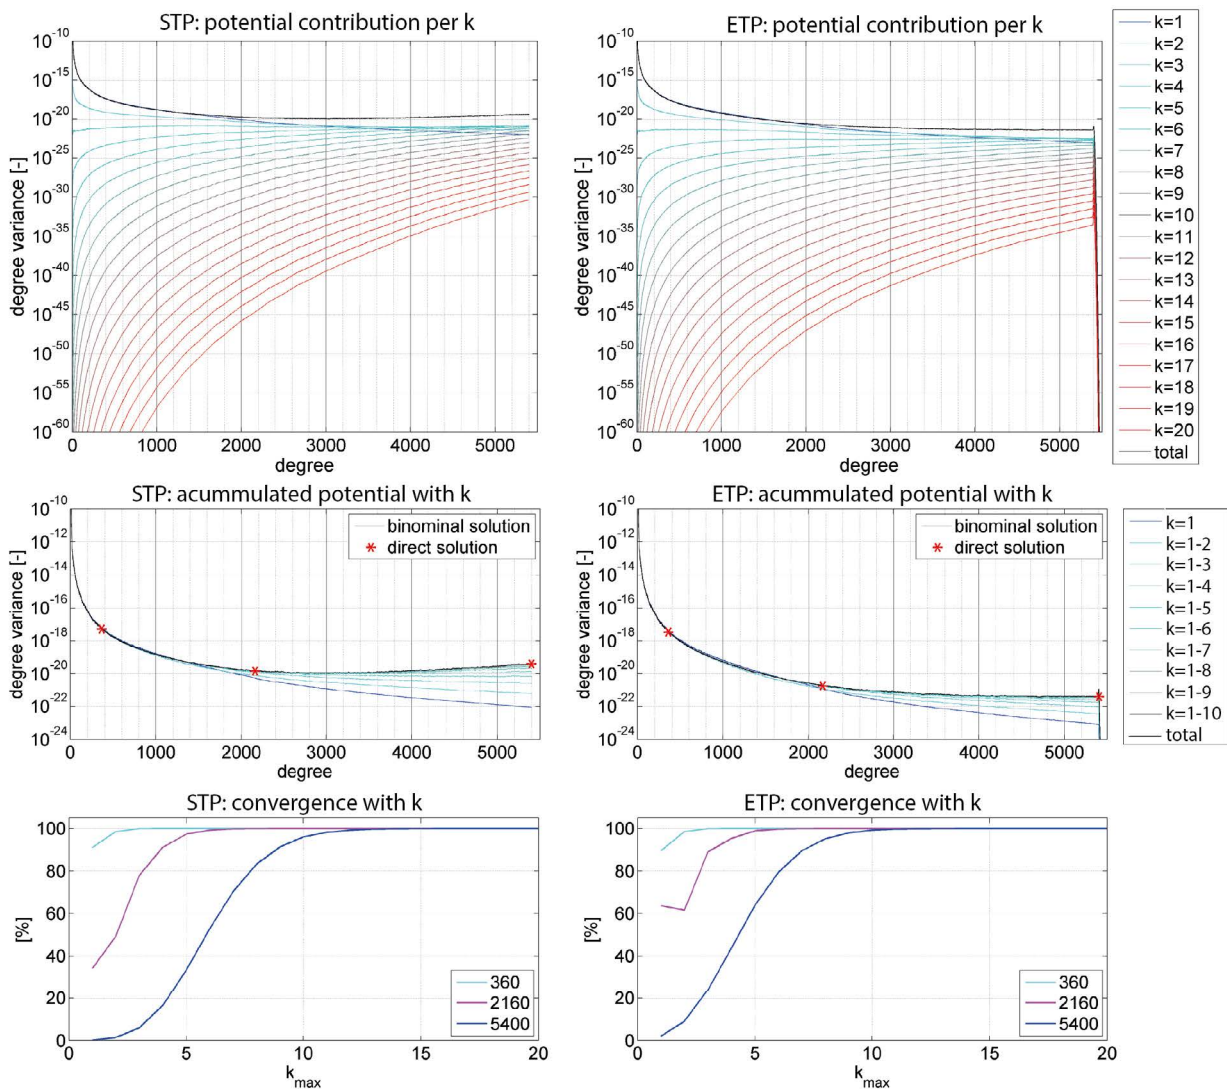 STP: potential contribution per k
10^-10
10^-15
10^-20
10^-25
10^-30
10^-35
10^-40
10^-45
10^-50
10^-55
10^-60
degree variance [-]
0 1000 2000 3000 4000 5000
degree
ETP: potential contribution per k
10^-10
10^-15
10^-20
10^-25
10^-30
10^-35
10^-40
10^-45
10^-50
10^-55
10^-60
degree variance [-]
0 1000 2000 3000 4000 5000
degree
k=1
k=2
k=3
k=4
k=5
k=6
k=7
k=8
k=9
k=10
k=11
k=12
k=13
k=14
k=15
k=16
k=17
k=18
k=19
k=20
total
STP: acummulated potential with k
10^-10
10^-12
10^-14
10^-16
10^-18
10^-20
10^-22
10^-24
degree variance [-]
binominal solution
direct solution
0 1000 2000 3000 4000 5000
degree
ETP: acummulated potential with k
10^-10
10^-12
10^-14
10^-16
10^-18
10^-20
10^-22
10^-24
degree variance [-]
binominal solution
direct solution
0 1000 2000 3000 4000 5000
degree
k=1
k=1-2
k=1-3
k=1-4
k=1-5
k=1-6
k=1-7
k=1-8
k=1-9
k=1-10
total
STP: convergence with k
100
80
60
40
20
0
[%]
360
2160
5400
0 5 10 15 20
k_max
ETP: convergence with k
100
80
60
40
20
0
[%]
360
2160
5400
0 5 10 15 20
k_max